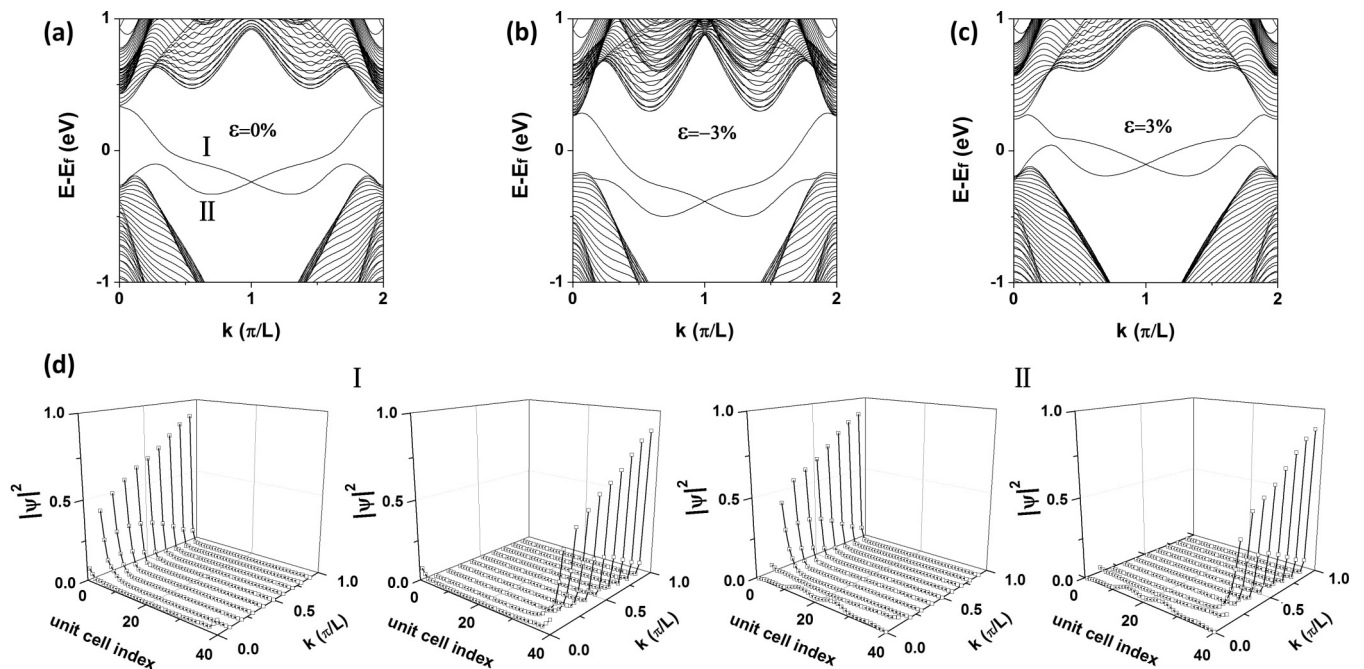 (a)
1
E-Ef (eV)
0
-1
ε=0%
I
II
0
1
2
k (π/L)
(b)
1
E-Ef (eV)
0
-1
ε=-3%
0
1
2
k (π/L)
(c)
1
E-Ef (eV)
0
-1
ε=3%
0
1
2
k (π/L)
(d)
I
II
1.0
0.5
0.0
|ψ|²
0
20
40
unit cell index
0.0
0.5
1.0
k (π/L)
1.0
0.5
0.0
|ψ|²
0
20
40
unit cell index
0.0
0.5
1.0
k (π/L)
1.0
0.5
0.0
|ψ|²
0
20
40
unit cell index
0.0
0.5
1.0
k (π/L)
1.0
0.5
0.0
|ψ|²
0
20
40
unit cell index
0.0
0.5
1.0
k (π/L)